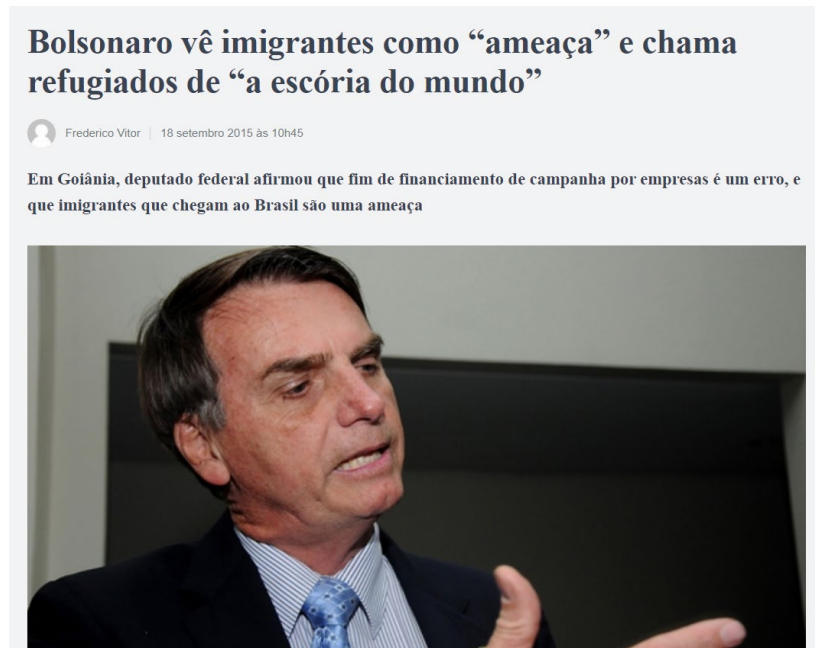 Bolsonaro vê imigrantes como “ameaça” e chama
refugiados de “a escória do mundo”
Frederico Vitor | 18 setembro 2015 às 10h45
Em Goiânia, deputado federal afirmou que fim de financiamento de campanha por empresas é um erro, e
que imigrantes que chegam ao Brasil são uma ameaça